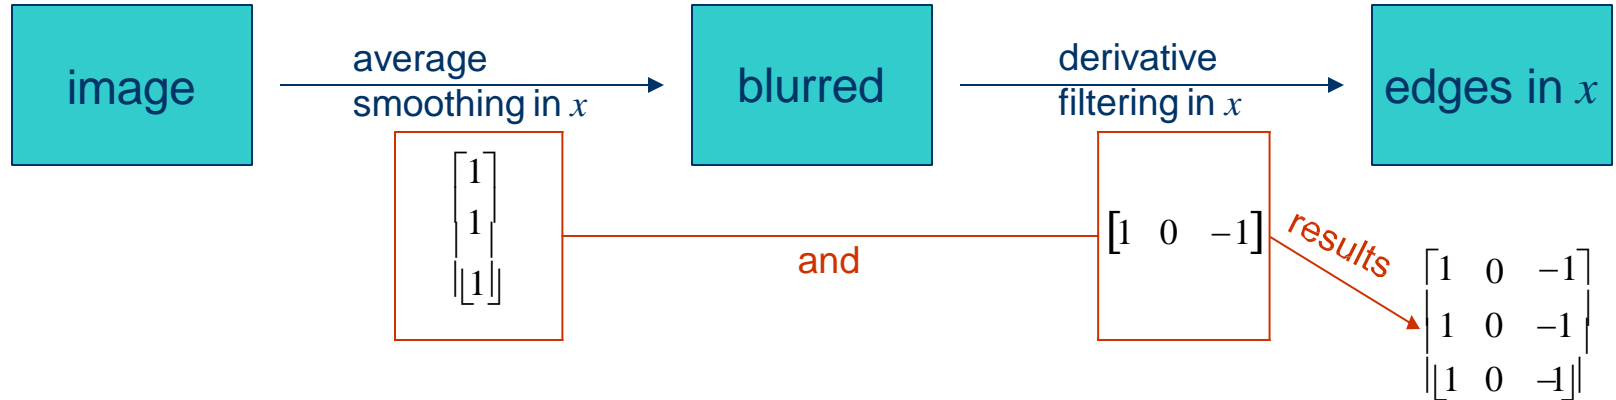 image
average
smoothing in x
blurred
derivative
filtering in x
edges in x
1
1
1
and
[1 0 −1]
results
1 0 −1
1 0 −1
1 0 −1